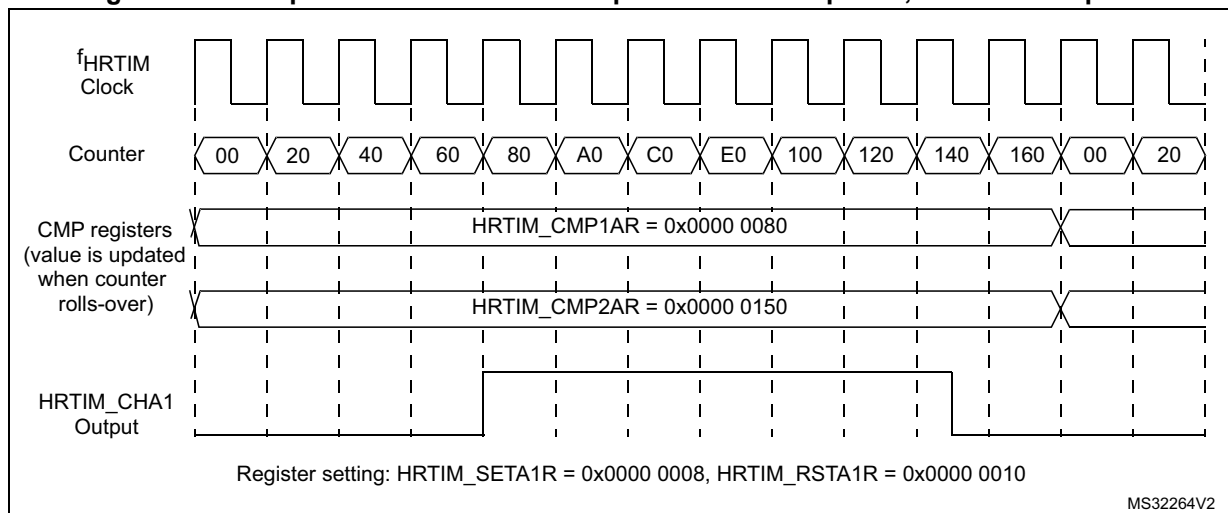 fHRTIM
Clock
Counter
00 20 40 60 80 A0 C0 E0 100 120 140 160 00 20
CMP registers
(value is updated
when counter
rolls-over)
HRTIM_CMP1AR = 0x0000 0080
HRTIM_CMP2AR = 0x0000 0150
HRTIM_CHA1
Output
Register setting: HRTIM_SETA1R = 0x0000 0008, HRTIM_RSTA1R = 0x0000 0010
MS32264V2